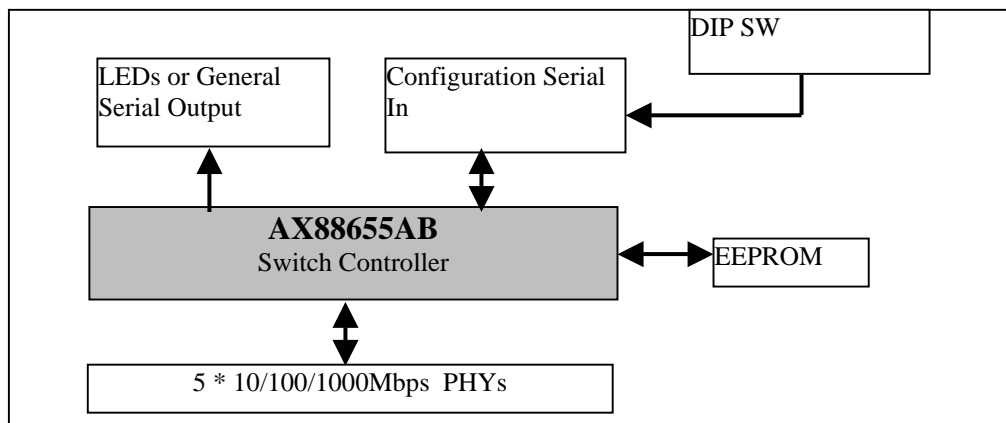 DIP SW
LEDs or General
Serial Output
Configuration Serial
In
AX88655AB
Switch Controller
EEPROM
5 * 10/100/1000Mbps PHYs